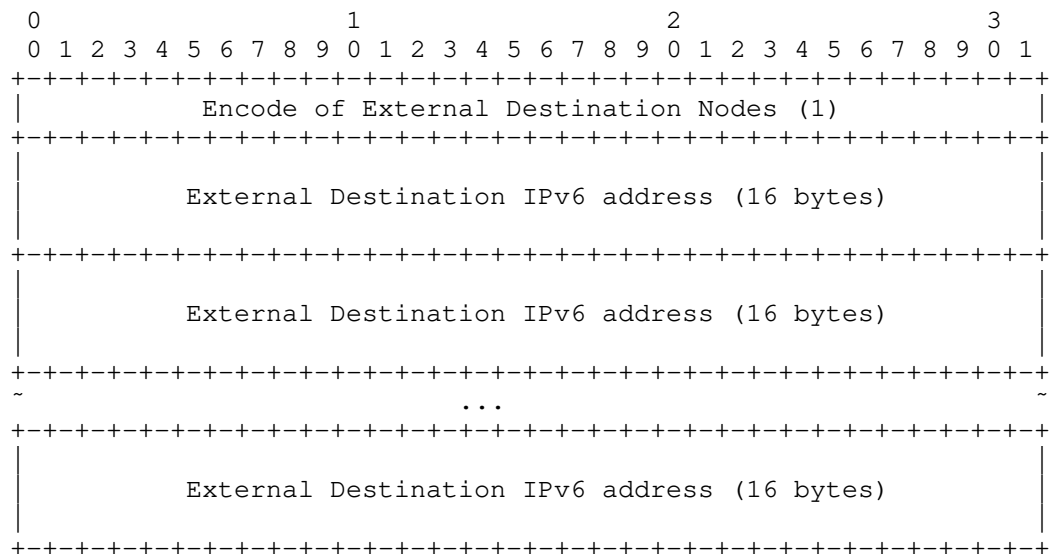 0                   1                   2                   3
 0 1 2 3 4 5 6 7 8 9 0 1 2 3 4 5 6 7 8 9 0 1 2 3 4 5 6 7 8 9 0 1
+-+-+-+-+-+-+-+-+-+-+-+-+-+-+-+-+-+-+-+-+-+-+-+-+-+-+-+-+-+-+-+-+
|           Encode of External Destination Nodes (1)            |
+-+-+-+-+-+-+-+-+-+-+-+-+-+-+-+-+-+-+-+-+-+-+-+-+-+-+-+-+-+-+-+-+
|                                                               |
|          External Destination IPv6 address (16 bytes)         |
|                                                               |
+-+-+-+-+-+-+-+-+-+-+-+-+-+-+-+-+-+-+-+-+-+-+-+-+-+-+-+-+-+-+-+-+
|                                                               |
|          External Destination IPv6 address (16 bytes)         |
|                                                               |
+-+-+-+-+-+-+-+-+-+-+-+-+-+-+-+-+-+-+-+-+-+-+-+-+-+-+-+-+-+-+-+-+
~                           ...                                 ~
+-+-+-+-+-+-+-+-+-+-+-+-+-+-+-+-+-+-+-+-+-+-+-+-+-+-+-+-+-+-+-+-+
|                                                               |
|          External Destination IPv6 address (16 bytes)         |
|                                                               |
+-+-+-+-+-+-+-+-+-+-+-+-+-+-+-+-+-+-+-+-+-+-+-+-+-+-+-+-+-+-+-+-+